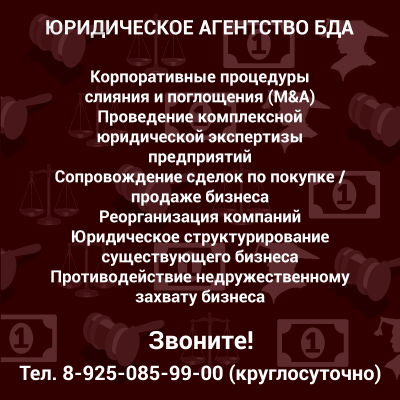 ЮРИДИЧЕСКОЕ АГЕНТСТВО БДА
Корпоративные процедуры
слияния и поглощения (M&A)
Проведение комплексной
юридической экспертизы
предприятий
Сопровождение сделок по покупке /
продаже бизнеса
Реорганизация компаний
Юридическое структурирование
существующего бизнеса
Противодействие недружественному
захвату бизнеса
Звоните!
Тел. 8-925-085-99-00 (круглосуточно)